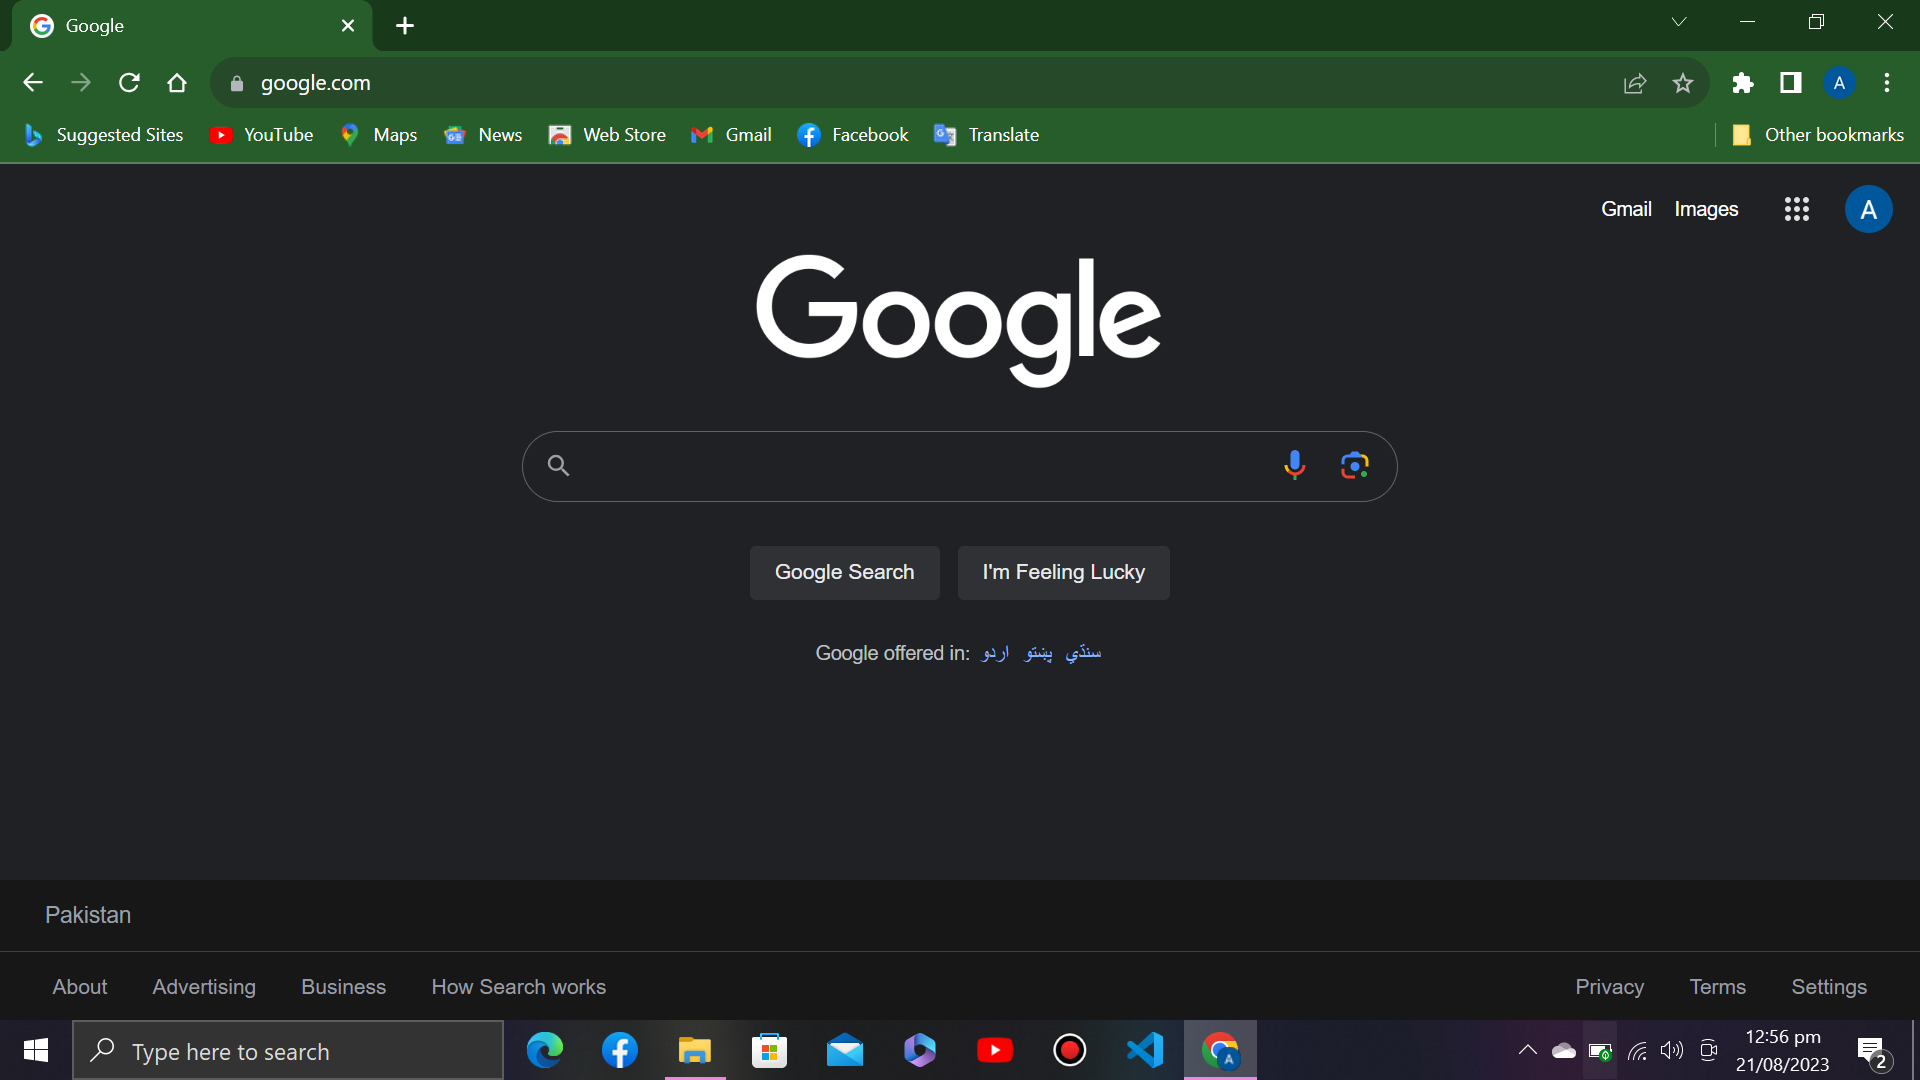 Google
google.com
A
Suggested Sites YouTube Maps News Web Store Gmail Facebook Translate Other bookmarks
Gmail Images A
Google
Google Search I'm Feeling Lucky
Google offered in: اردو پښتو سنڌي
Pakistan
About Advertising Business How Search works Privacy Terms Settings
Type here to search
A
12:56 pm
21/08/2023
2